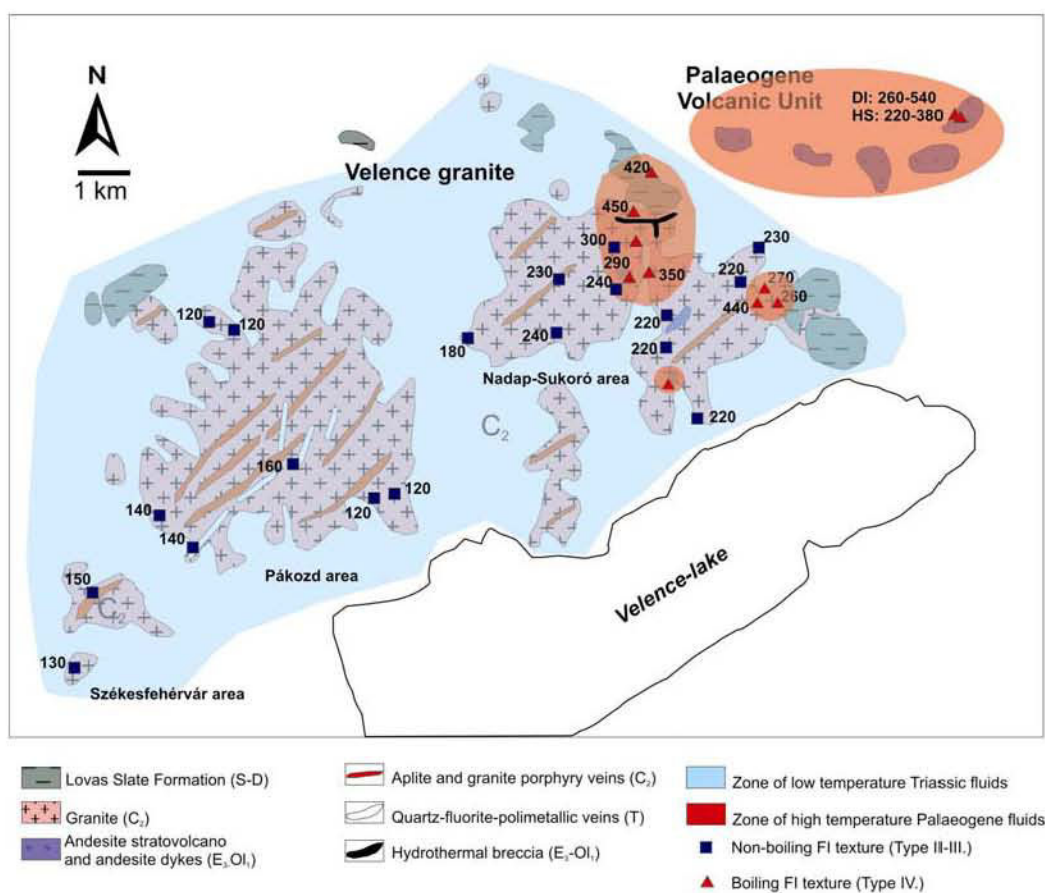 Palaeogene
Volcanic Unit
DI: 260-540
HS: 220-380
N
1 km
Velence granite
420
450
300
230
290
350
230
240
220
270
260
440
120
120
220
180
240
220
Nadap-Sukoró area
C₂
220
160
120
120
140
140
Pákozd area
Velence-lake
150
C₂
130
Székesfehérvár area
Lovas Slate Formation (S-D)
Granite (C₂)
Andesite stratovolcano
and andesite dykes (E₃Ol₁)
Aplite and granite porphyry veins (C₂)
Quartz-fluorite-polimetallic veins (T)
Hydrothermal breccia (E₃-Ol₁)
Zone of low temperature Triassic fluids
Zone of high temperature Palaeogene fluids
Non-boiling FI texture (Type II-III.)
Boiling FI texture (Type IV.)